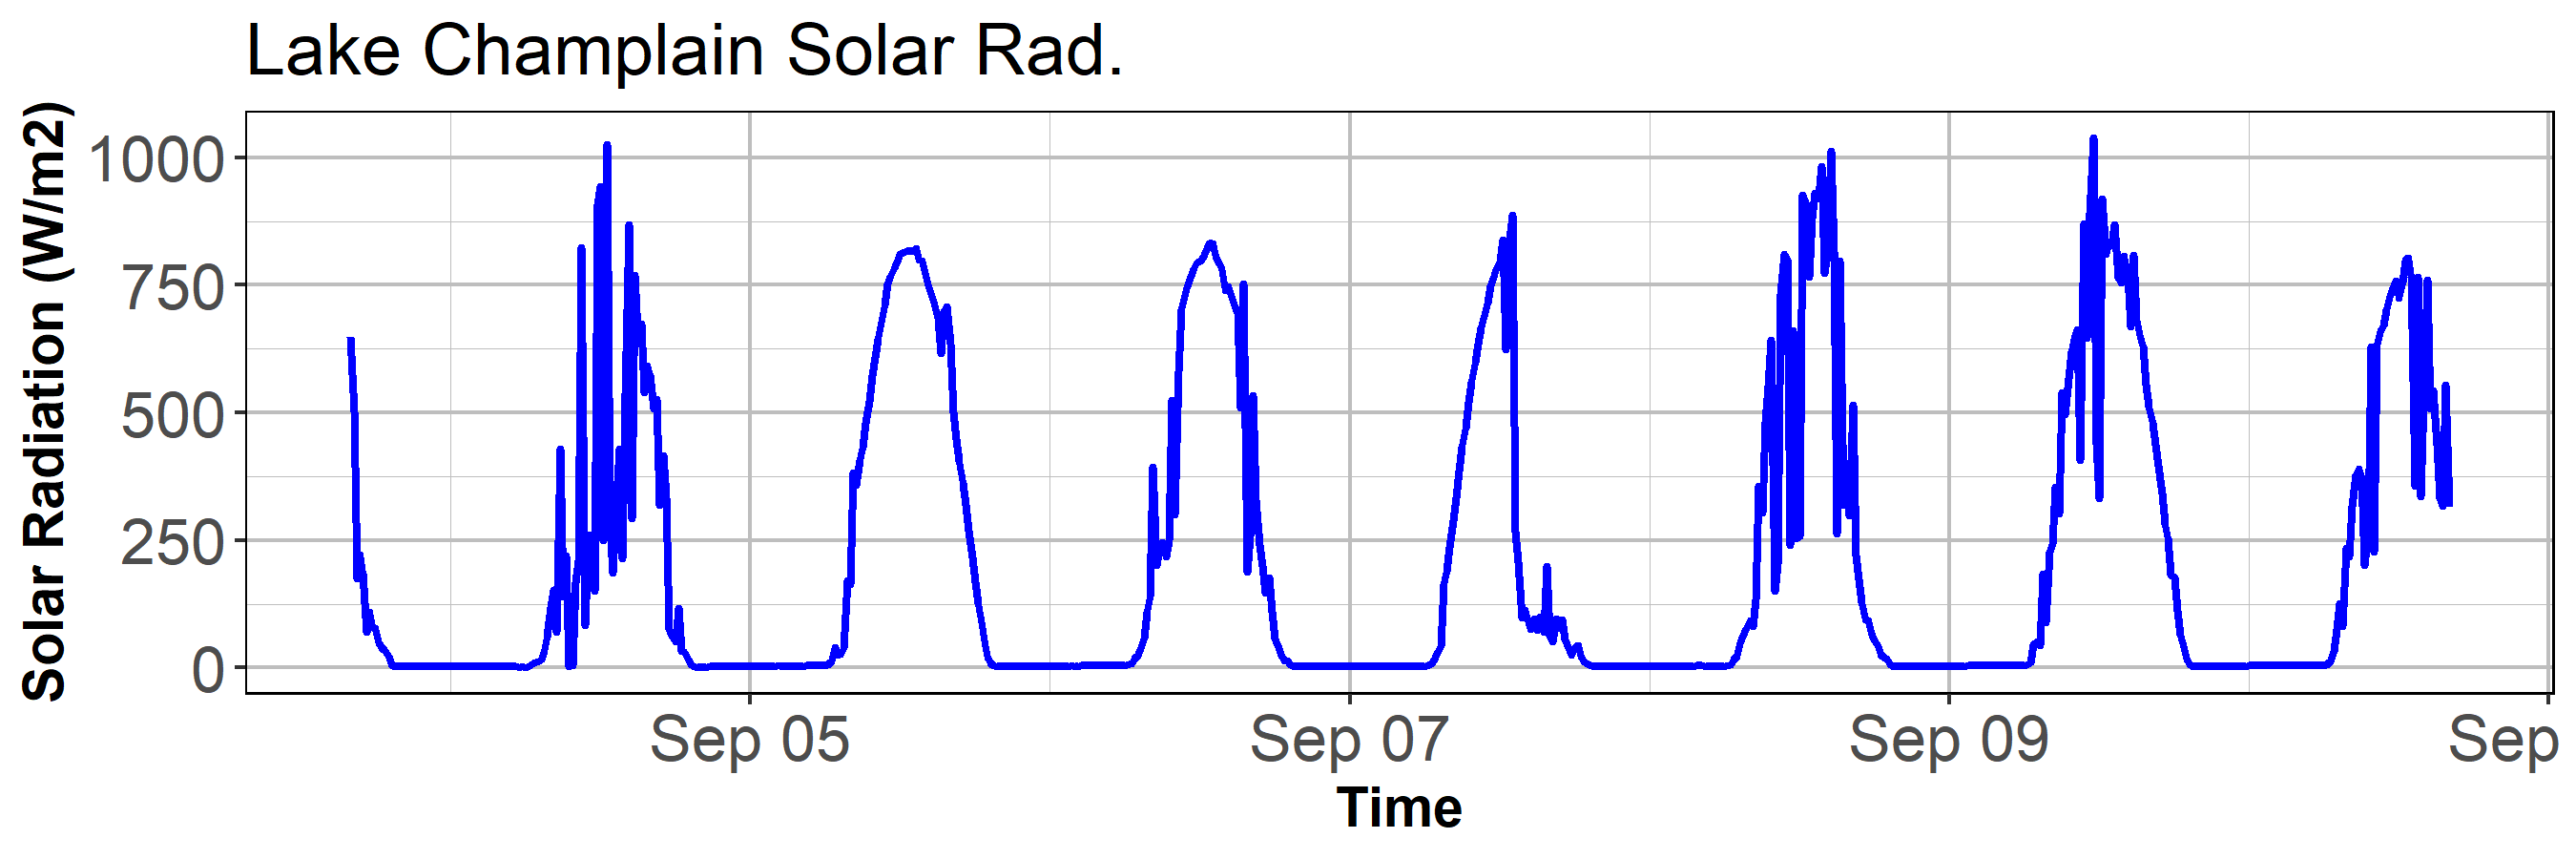 Lake Champlain Solar Rad.
Solar Radiation (W/m2)
1000
750
500
250
0
Sep 05 Sep 07 Sep 09 Sep
Time